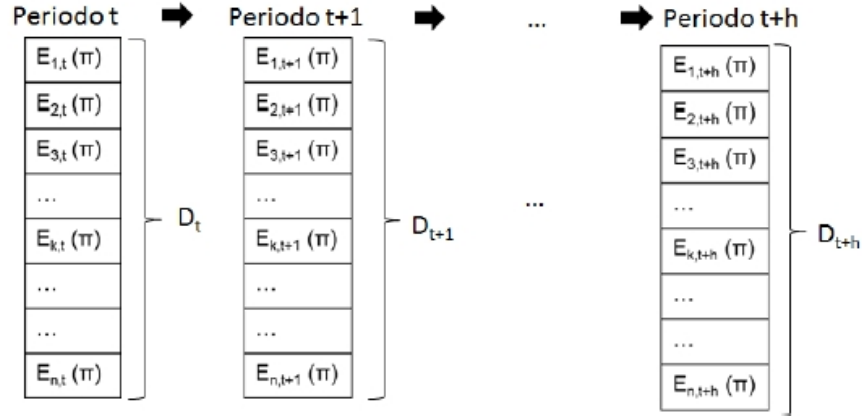 Periodo t Periodo t+1 ... Periodo t+h
E1,t (π) E1,t+1 (π) E1,t+h (π)
E2,t (π) E2,t+1 (π) E2,t+h (π)
E3,t (π) E3,t+1 (π) E3,t+h (π)
... ... ... ...
Dt Dt+1 Dt+h
Ek,t (π) Ek,t+1 (π) Ek,t+h (π)
... ... ...
... ... ...
En,t (π) En,t+1 (π) En,t+h (π)